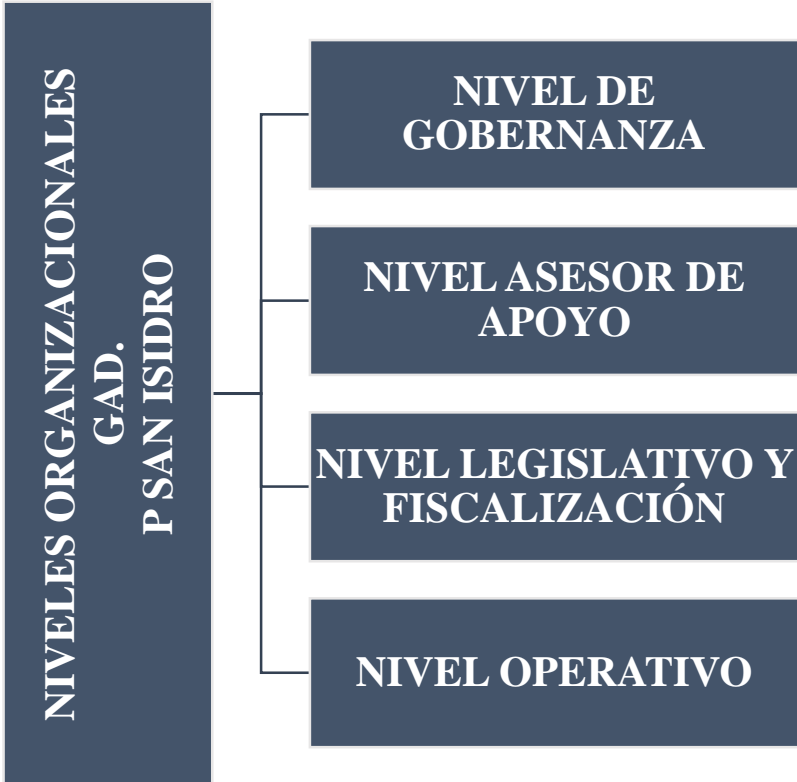 NIVELES ORGANIZACIONALES
GAD.
P SAN ISIDRO
NIVEL DE
GOBERNANZA
NIVEL ASESOR DE
APOYO
NIVEL LEGISLATIVO Y
FISCALIZACIÓN
NIVEL OPERATIVO